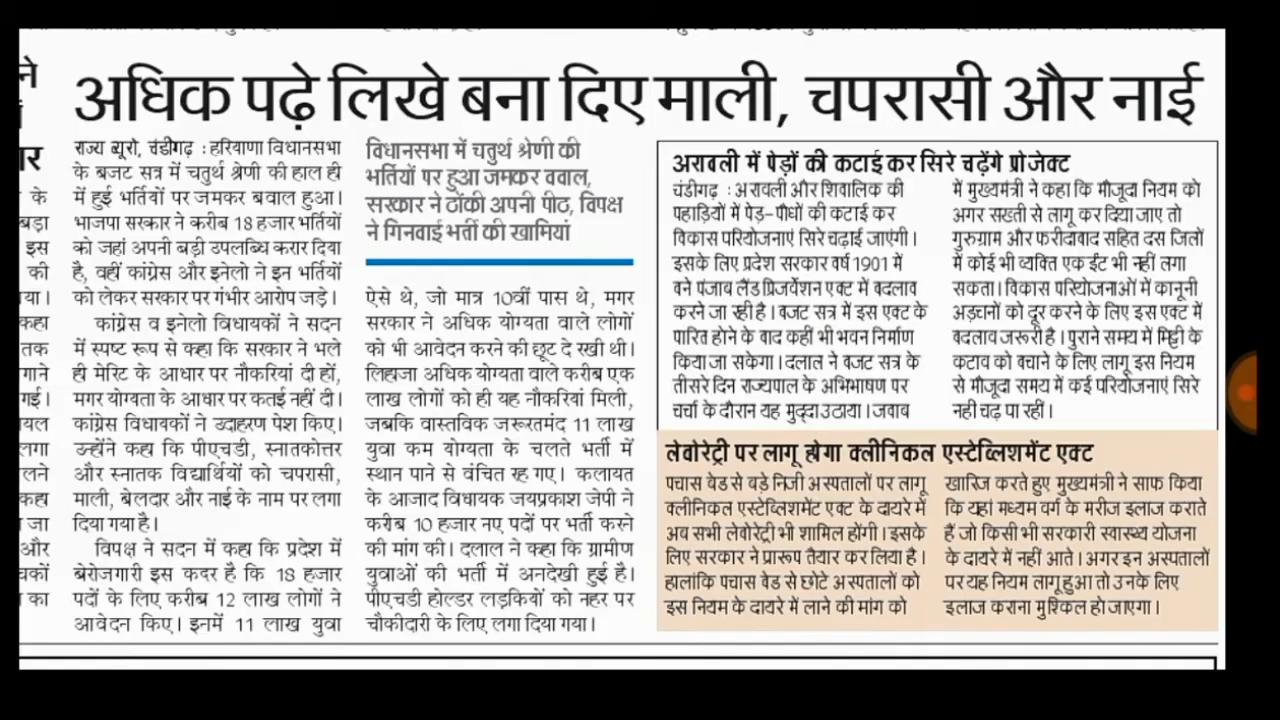 अधिक पढ़े लिखे बना दिए माली, चपरासी और नाई
राज्य ब्यूरो, चंडीगढ़ : हरियाणा विधानसभा
के बजट सत्र में चतुर्थ श्रेणी की हाल ही
में हुई भर्तियों पर जमकर बवाल हुआ।
भाजपा सरकार ने करीब 18 हजार भर्तियों
को जहां अपनी बड़ी उपलब्धि करार दिया
है, वहीं कांग्रेस और इनेलो ने इन भर्तियों
को लेकर सरकार पर गंभीर आरोप जड़े।
कांग्रेस व इनेलो विधायकों ने सदन
में स्पष्ट रूप से कहा कि सरकार ने भले
ही मेरिट के आधार पर नौकरियां दी हों,
मगर योग्यता के आधार पर कतई नहीं दी।
कांग्रेस विधायकों ने उदाहरण पेश किए।
उन्होंने कहा कि पीएचडी, स्नातकोत्तर
और स्नातक विद्यार्थियों को चपरासी,
माली, बेलदार और नाई के नाम पर लगा
दिया गया है।
विपक्ष ने सदन में कहा कि प्रदेश में
बेरोजगारी इस कदर है कि 18 हजार
पदों के लिए करीब 12 लाख लोगों ने
आवेदन किए। इनमें 11 लाख युवा
विधानसभा में चतुर्थ श्रेणी की
भर्तियों पर हुआ जमकर ववाल,
सरकार ने ठोंकी अपनी पीठ, विपक्ष
ने गिनवाई भर्ती की खामियां
ऐसे थे, जो मात्र 10वीं पास थे, मगर
सरकार ने अधिक योग्यता वाले लोगों
को भी आवेदन करने की छूट दे रखी थी।
लिहाजा अधिक योग्यता वाले करीब एक
लाख लोगों को ही यह नौकरियां मिली,
जबकि वास्तविक जरूरतमंद 11 लाख
युवा कम योग्यता के चलते भर्ती में
स्थान पाने से वंचित रह गए। कलायत
के आजाद विधायक जयप्रकाश जेपी ने
करीब 10 हजार नए पदों पर भर्ती करने
की मांग की। दलाल ने कहा कि ग्रामीण
युवाओं की भर्ती में अनदेखी हुई है।
पीएचडी होल्डर लड़कियों को नहर पर
चौकीदारी के लिए लगा दिया गया।
अरावली में पेड़ों की कटाई कर सिरे चढ़ेंगे प्रोजेक्ट
चंडीगढ़ : अरावली और शिवालिक की
पहाड़ियों में पेड़-पौधों की कटाई कर
विकास परियोजनाएं सिरे चढ़ाई जाएंगी।
इसके लिए प्रदेश सरकार वर्ष 1901 में
बने पंजाब लैंड प्रिजर्वेशन एक्ट में बदलाव
करने जा रही है। बजट सत्र में इस एक्ट के
पारित होने के बाद कहीं भी भवन निर्माण
किया जा सकेगा। दलाल ने बजट सत्र के
तीसरे दिन राज्यपाल के अभिभाषण पर
चर्चा के दौरान यह मुद्दा उठाया। जवाब
में मुख्यमंत्री ने कहा कि मौजूदा नियम को
अगर सख्ती से लागू कर दिया जाए तो
गुरुग्राम और फरीदाबाद सहित दस जिलों
में कोई भी व्यक्ति एक ईंट भी नहीं लगा
सकता। विकास परियोजनाओं में कानूनी
अड़चनों को दूर करने के लिए इस एक्ट में
बदलाव जरूरी है। पुराने समय में मिट्टी के
कटाव को बचाने के लिए लागू इस नियम
से मौजूदा समय में कई परियोजनाएं सिरे
नहीं चढ़ पा रहीं।
लेवोरेट्री पर लागू होगा क्लीनिकल एस्टेब्लिशमेंट एक्ट
पचास बेड से बड़े निजी अस्पतालों पर लागू
क्लीनिकल एस्टेब्लिशमेंट एक्ट के दायरे में
अब सभी लेवोरेट्री भी शामिल होंगी। इसके
लिए सरकार ने प्रारूप तैयार कर लिया है।
हालांकि पचास बेड से छोटे अस्पतालों को
इस नियम के दायरे में लाने की मांग को
खारिज करते हुए मुख्यमंत्री ने साफ किया
कि यहां मध्यम वर्ग के मरीज इलाज कराते
हैं जो किसी भी सरकारी स्वास्थ्य योजना
के दायरे में नहीं आते। अगर इन अस्पतालों
पर यह नियम लागू हुआ तो उनके लिए
इलाज कराना मुश्किल हो जाएगा।